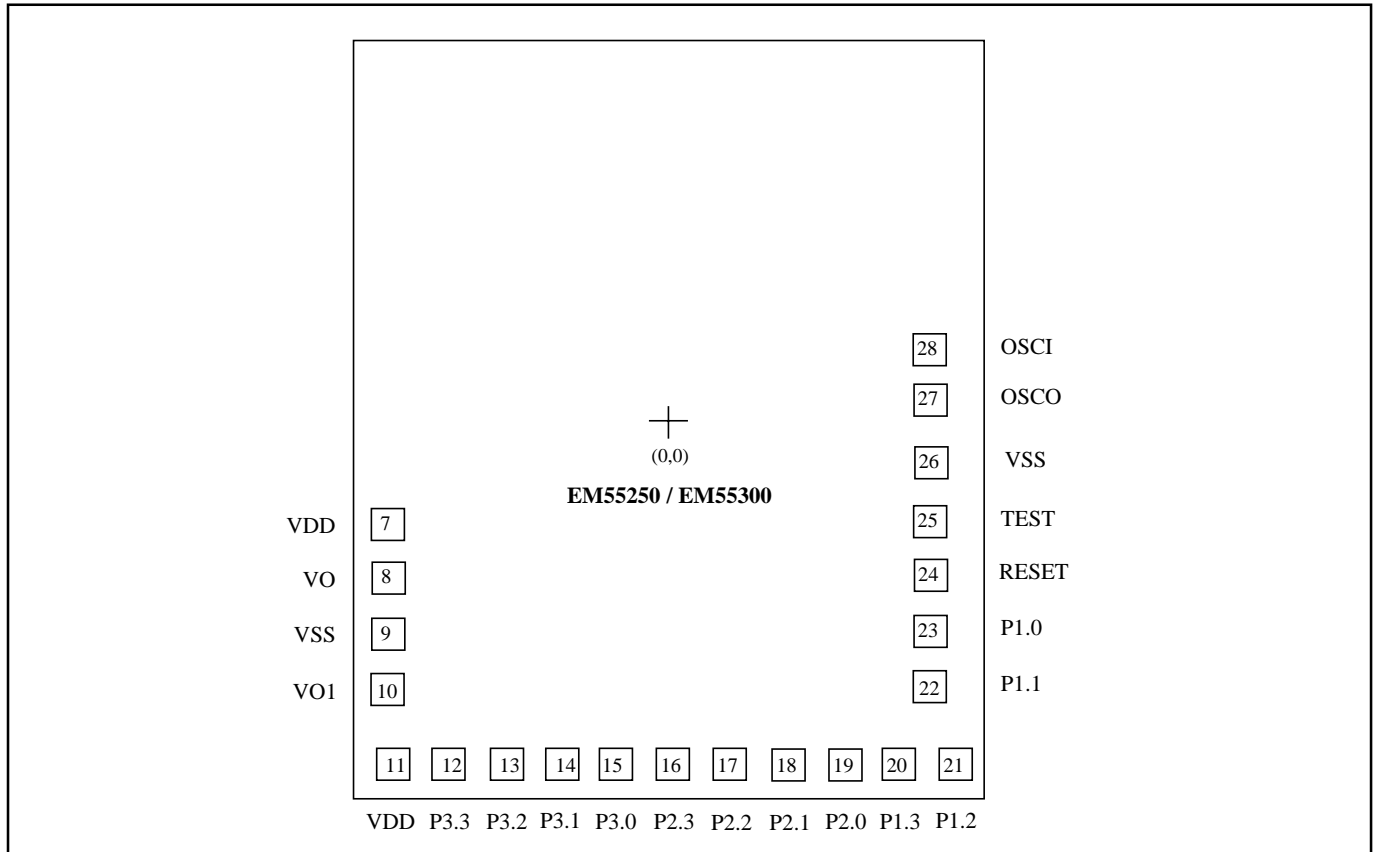 28 OSCI
27 OSCO
(0,0)
26 VSS
EM55250 / EM55300
VDD 7
25 TEST
VO 8
24 RESET
VSS 9
23 P1.0
VO1 10
22 P1.1
11 12 13 14 15 16 17 18 19 20 21
VDD P3.3 P3.2 P3.1 P3.0 P2.3 P2.2 P2.1 P2.0 P1.3 P1.2